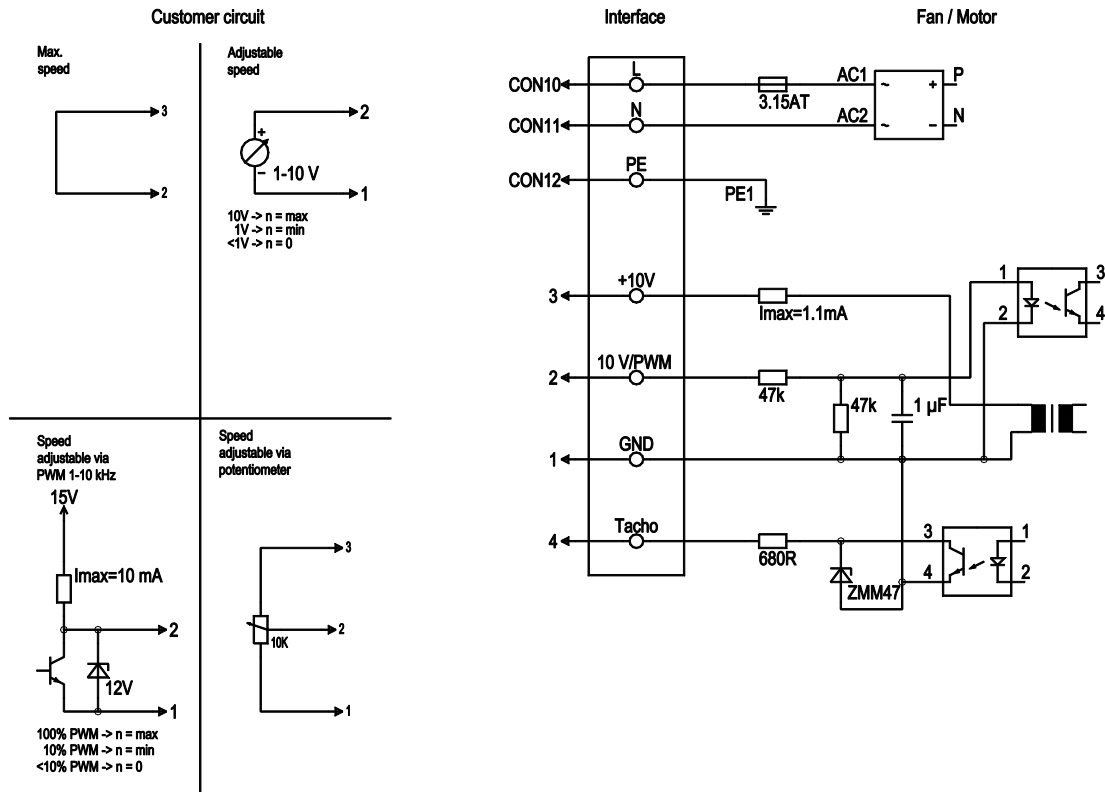 Customer circuit
Interface
Fan / Motor
Max.
speed
3
2
Adjustable
speed
2
+
1-10 V
−
1
10V -> n = max
1V -> n = min
<1V -> n = 0
Speed
adjustable via
PWM 1-10 kHz
15V
Imax=10 mA
2
12V
1
100% PWM -> n = max
10% PWM -> n = min
<10% PWM -> n = 0
Speed
adjustable via
potentiometer
3
2
10K
1
CON10
L
3.15AT
AC1
~
+
P
CON11
N
AC2
~
−
N
CON12
PE
PE1
3
+10V
Imax=1.1mA
1
2
3
4
2
10 V/PWM
47k
47k
1 µF
1
GND
4
Tacho
680R
ZMM47
3
4
1
2